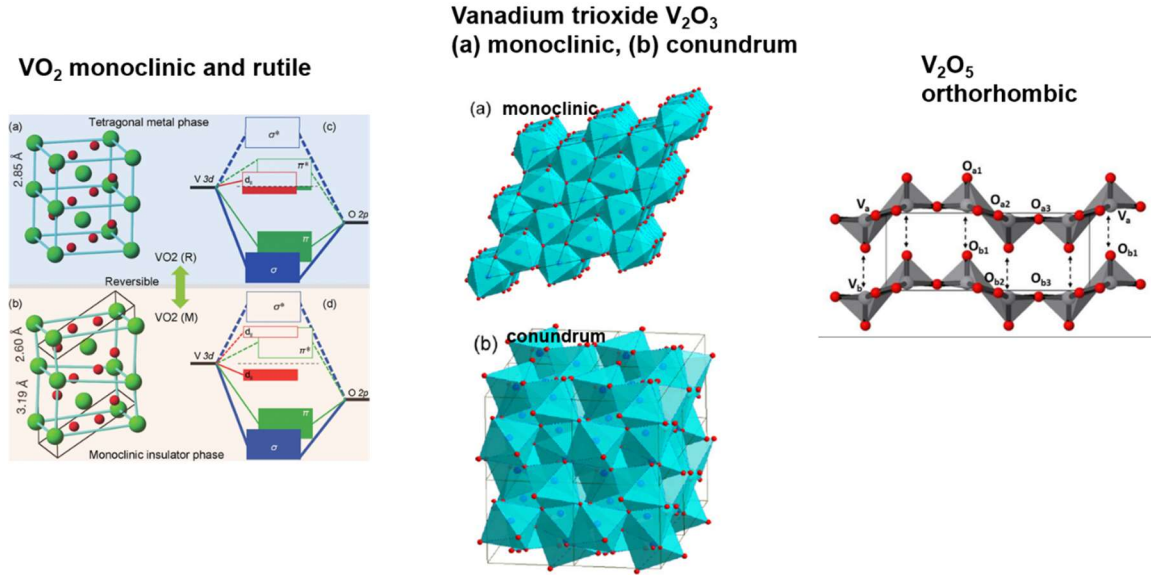 VO₂ monoclinic and rutile
(a)
Tetragonal metal phase
(c)
2.85 Å
σ*
π*
V 3d
d∥
O 2p
π
σ
VO2 (R)
Reversible
VO2 (M)
(b)
(d)
2.60 Å
3.19 Å
σ*
d∥
π*
V 3d
d∥
O 2p
π
σ
Monoclinic insulator phase
Vanadium trioxide V₂O₃
(a) monoclinic, (b) conundrum
(a) monoclinic
(b) conundrum
V₂O₅
orthorhombic
Oa1
Va
Oa2
Oa3
Va
Ob1
Ob1
Vb
Ob2
Ob3